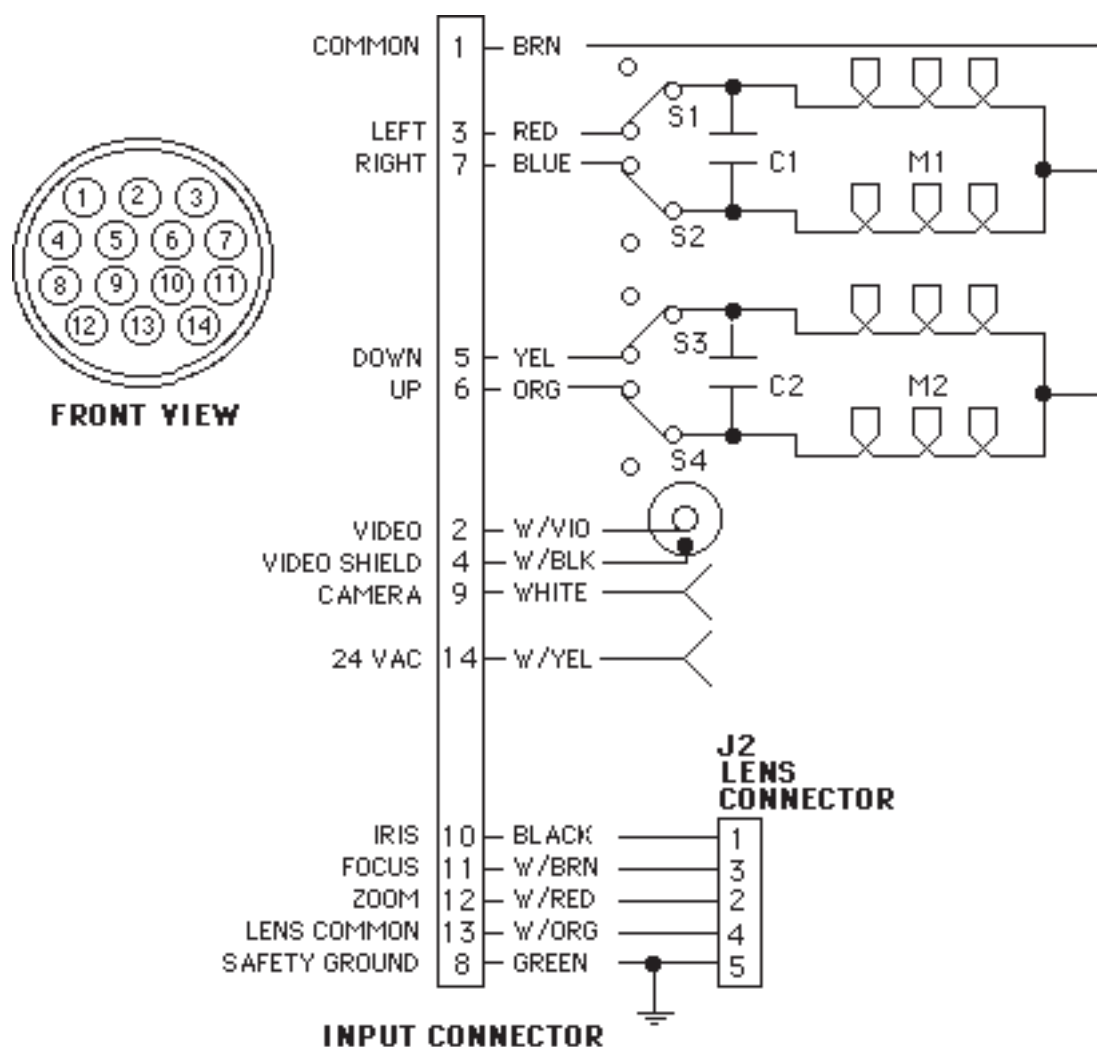 COMMON 1 BRN
S1
LEFT 3 RED
RIGHT 7 BLUE
C1 M1
S2
1 2 3
4 5 6 7
8 9 10 11
12 13 14
FRONT VIEW
S3
DOWN 5 YEL
UP 6 ORG
C2 M2
S4
VIDEO 2 W/VIO
VIDEO SHIELD 4 W/BLK
CAMERA 9 WHITE
24 VAC 14 W/YEL
J2
LENS
CONNECTOR
IRIS 10 BLACK 1
FOCUS 11 W/BRN 3
ZOOM 12 W/RED 2
LENS COMMON 13 W/ORG 4
SAFETY GROUND 8 GREEN 5
INPUT CONNECTOR